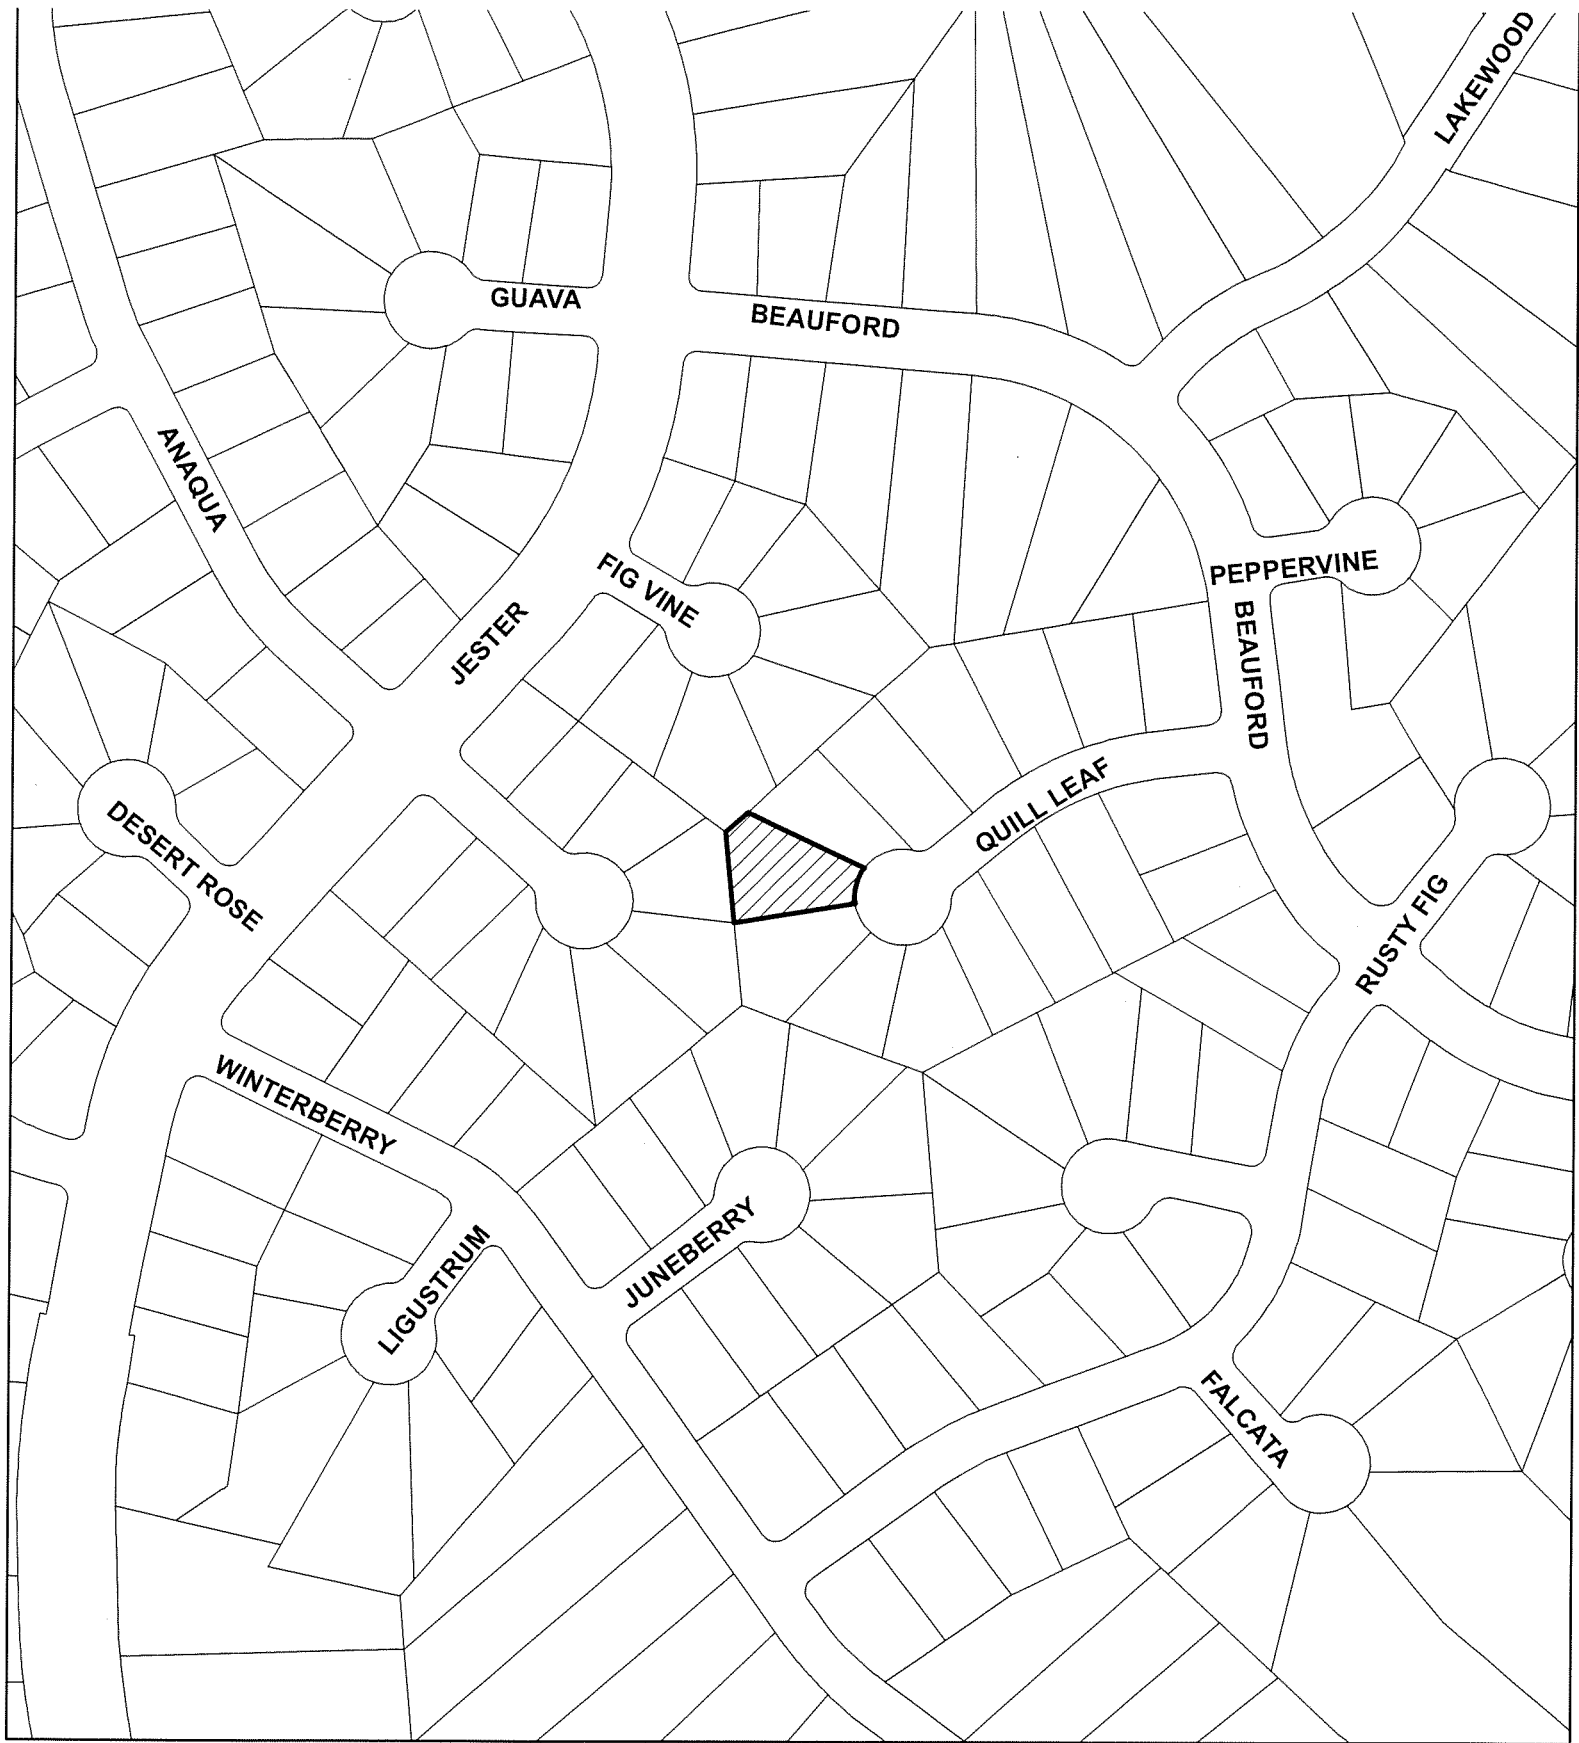 LAKEWOOD
GUAVA
BEAUFORD
ANAQUA
FIG VINE
PEPPERVINE
JESTER
BEAUFORD
QUILL LEAF
DESERT ROSE
RUSTY FIG
WINTERBERRY
JUNEBERRY
LIGUSTRUM
FALCATA